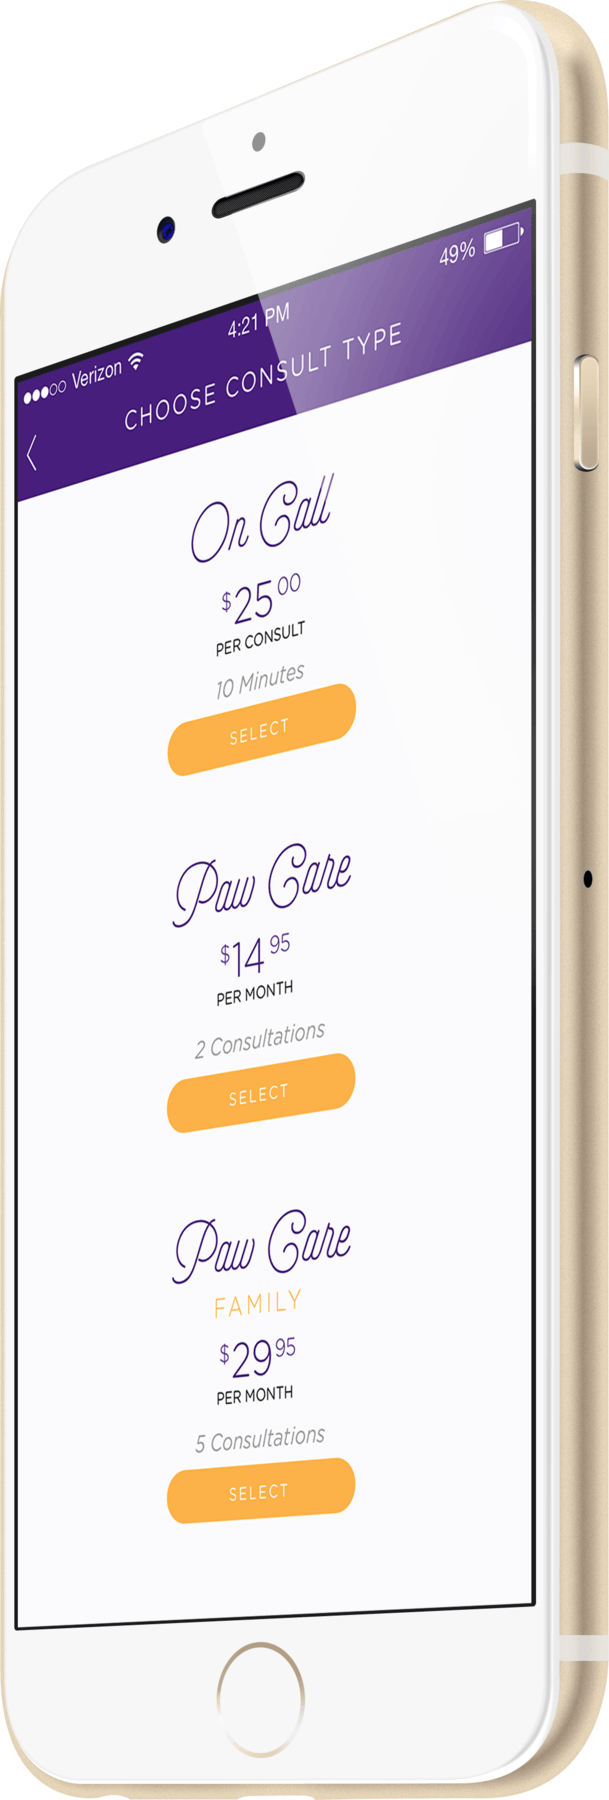 ●●●○○ Verizon 4:21 PM 49%
CHOOSE CONSULT TYPE
On Call
$25 00
PER CONSULT
10 Minutes
SELECT
Paw Care
$14 95
PER MONTH
2 Consultations
SELECT
Paw Care
FAMILY
$29 95
PER MONTH
5 Consultations
SELECT